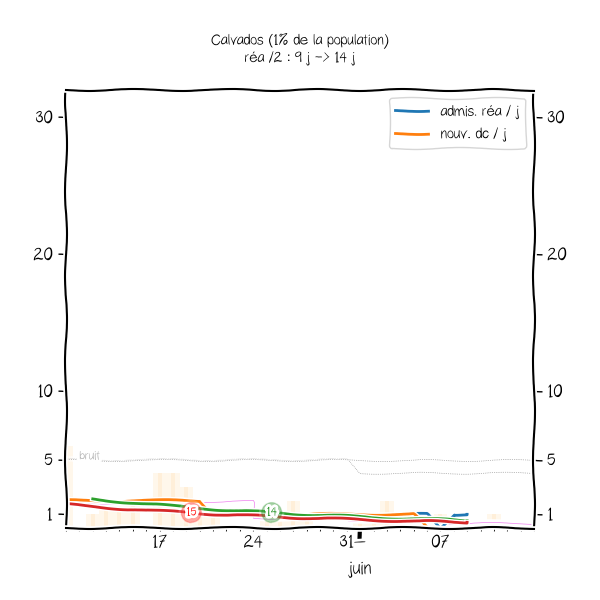 Calvados (1% de la population)
réa /2 : 9 j -> 14 j
admis. réa / j
nouv. dc / j
30
30
20
20
10
10
5
bruit
5
1
15
14
1
17
24
31
07
juin